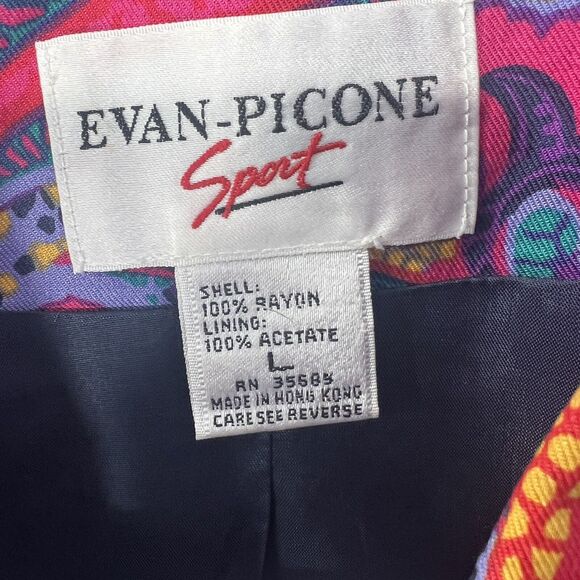 EVAN-PICONE
Sport
SHELL:
100% RAYON
LINING:
100% ACETATE
L
RN 35685
MADE IN HONG KONG
CARE SEE REVERSE